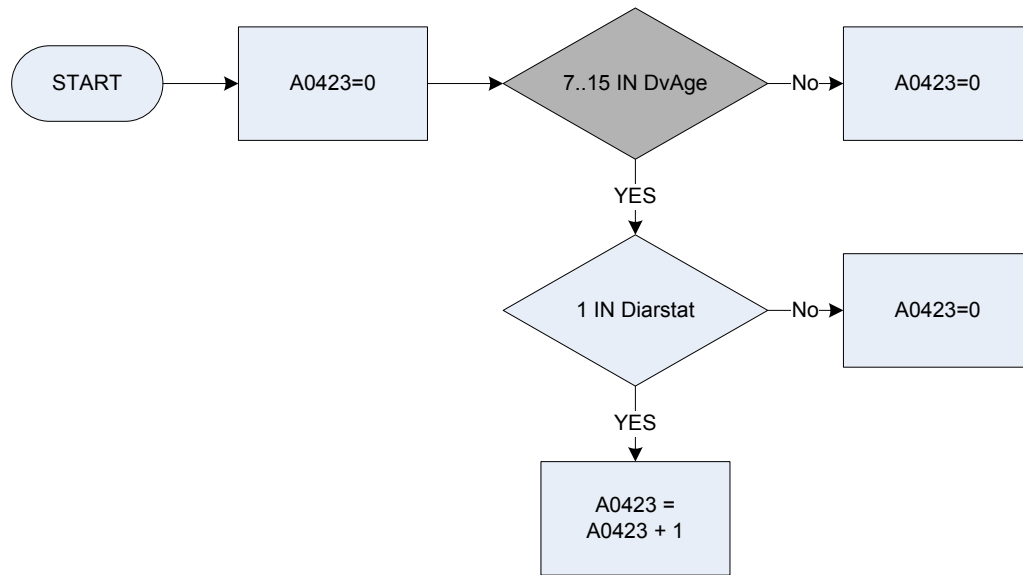 START
A0423=0
7..15 IN DvAge
No
A0423=0
YES
1 IN Diarstat
No
A0423=0
YES
A0423 =
A0423 + 1